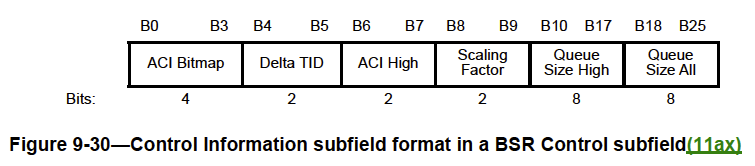 B0 B3 B4 B5 B6 B7 B8 B9 B10 B17 B18 B25
ACI Bitmap Delta TID ACI High Scaling Factor Queue Size High Queue Size All
Bits: 4 2 2 2 8 8
Figure 9-30—Control Information subfield format in a BSR Control subfield(11ax)